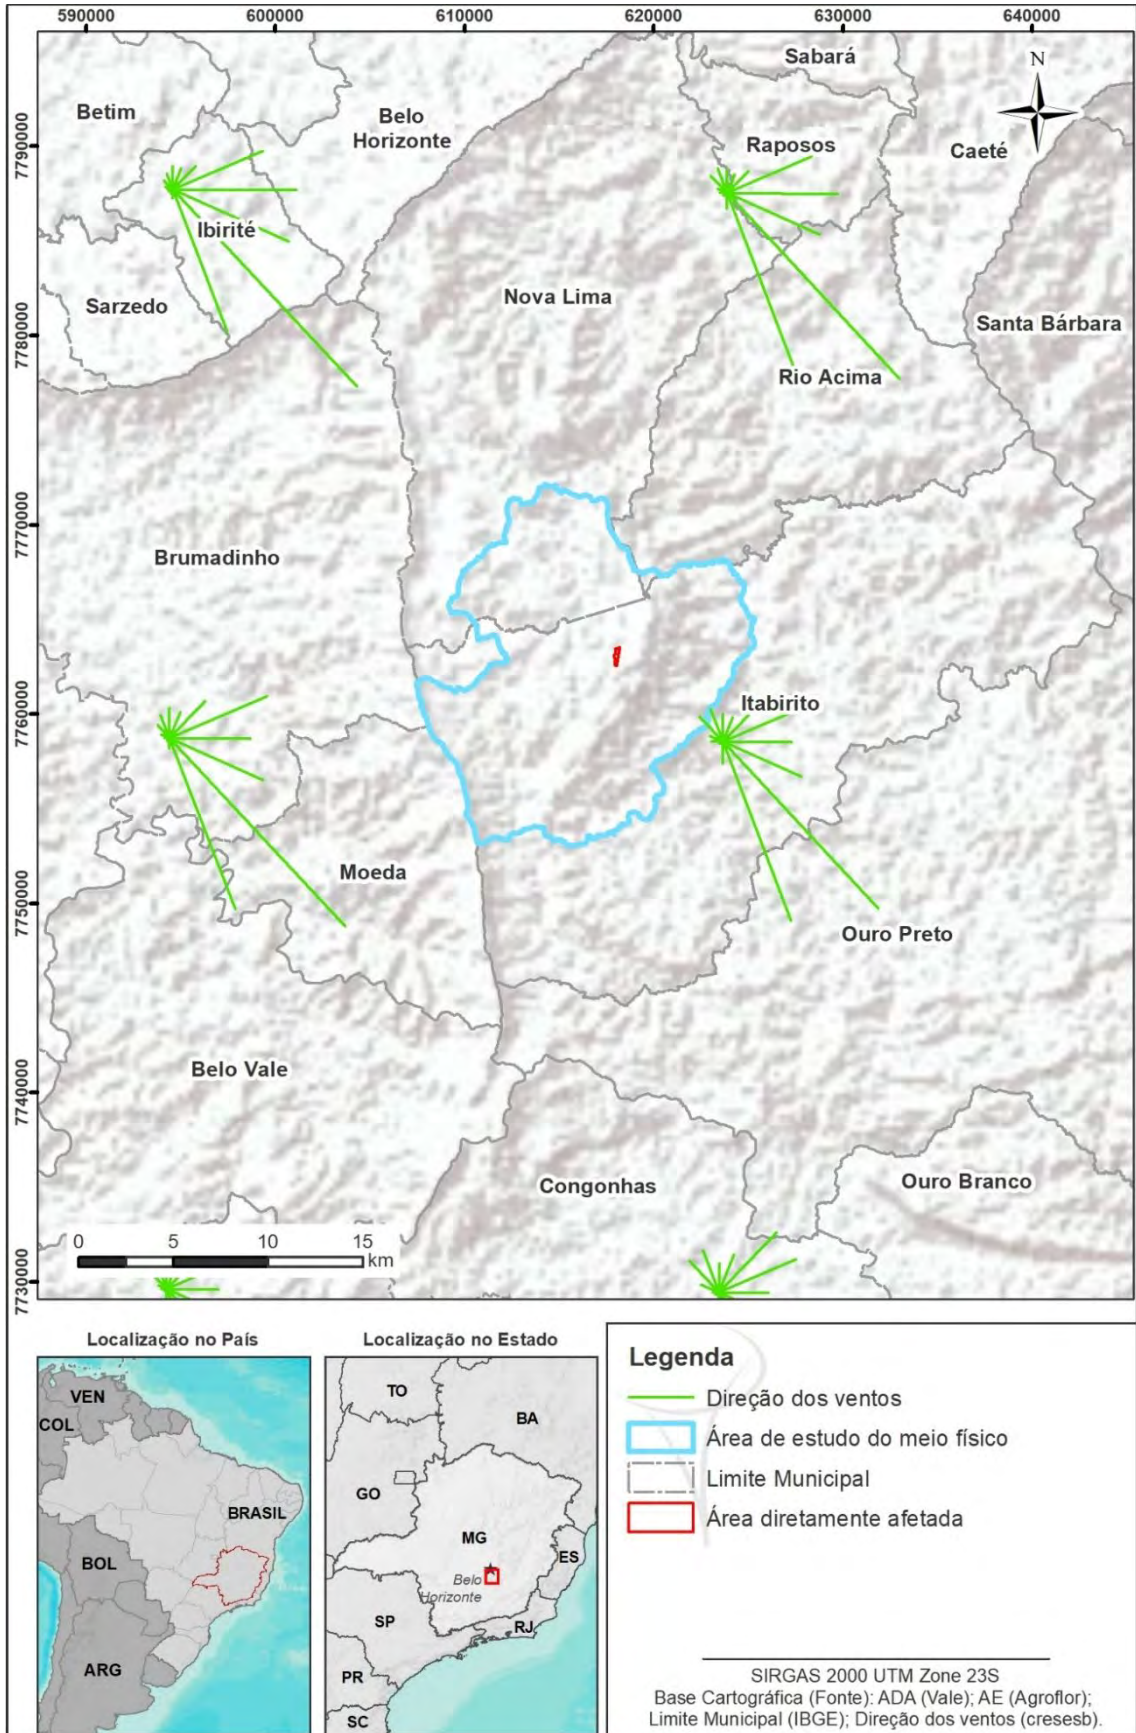 590000
600000
610000
620000
630000
640000
7790000
7780000
7770000
7760000
7750000
7740000
7730000
N
Sabará
Betim
Belo
Horizonte
Raposos
Caeté
Ibirité
Sarzedo
Nova Lima
Santa Bárbara
Rio Acima
Brumadinho
Itabirito
Moeda
Ouro Preto
Belo Vale
Congonhas
Ouro Branco
0 5 10 15
km
Localização no País
VEN
COL
BRASIL
BOL
ARG
Localização no Estado
TO
BA
GO
MG
ES
Belo
Horizonte
SP
RJ
PR
SC
Legenda
Direção dos ventos
Área de estudo do meio físico
Limite Municipal
Área diretamente afetada
SIRGAS 2000 UTM Zone 23S
Base Cartográfica (Fonte): ADA (Vale); AE (Agroflor);
Limite Municipal (IBGE); Direção dos ventos (cresesb).